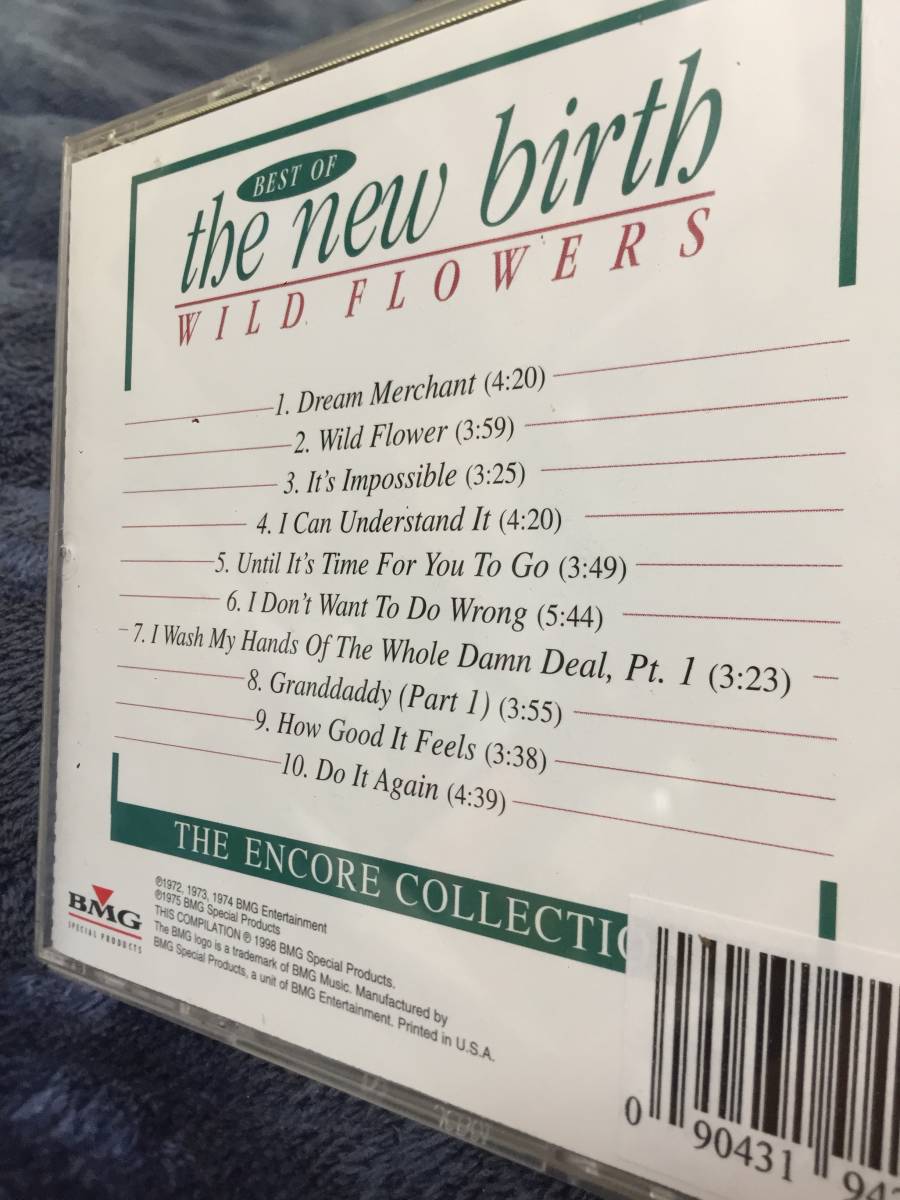 BEST OF
the new birth
WILD FLOWERS
1. Dream Merchant (4:20)
2. Wild Flower (3:59)
3. It's Impossible (3:25)
4. I Can Understand It (4:20)
5. Until It's Time For You To Go (3:49)
6. I Don't Want To Do Wrong (5:44)
7. I Wash My Hands Of The Whole Damn Deal, Pt. 1 (3:23)
8. Granddaddy (Part 1) (3:55)
9. How Good It Feels (3:38)
10. Do It Again (4:39)
THE ENCORE COLLECTI
BMG
SPECIAL PRODUCTS
℗1972, 1973, 1974 BMG Entertainment
℗1975 BMG Special Products
THIS COMPILATION ℗ 1998 BMG Special Products.
The BMG logo is a trademark of BMG Music. Manufactured by
BMG Special Products, a unit of BMG Entertainment. Printed in U.S.A.
0 90431 94